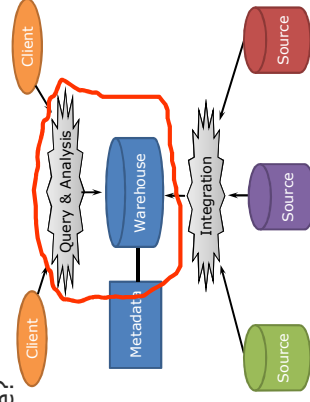 Client
Client
Query & Analysis
Metadata
Warehouse
Integration
Source
Source
Source